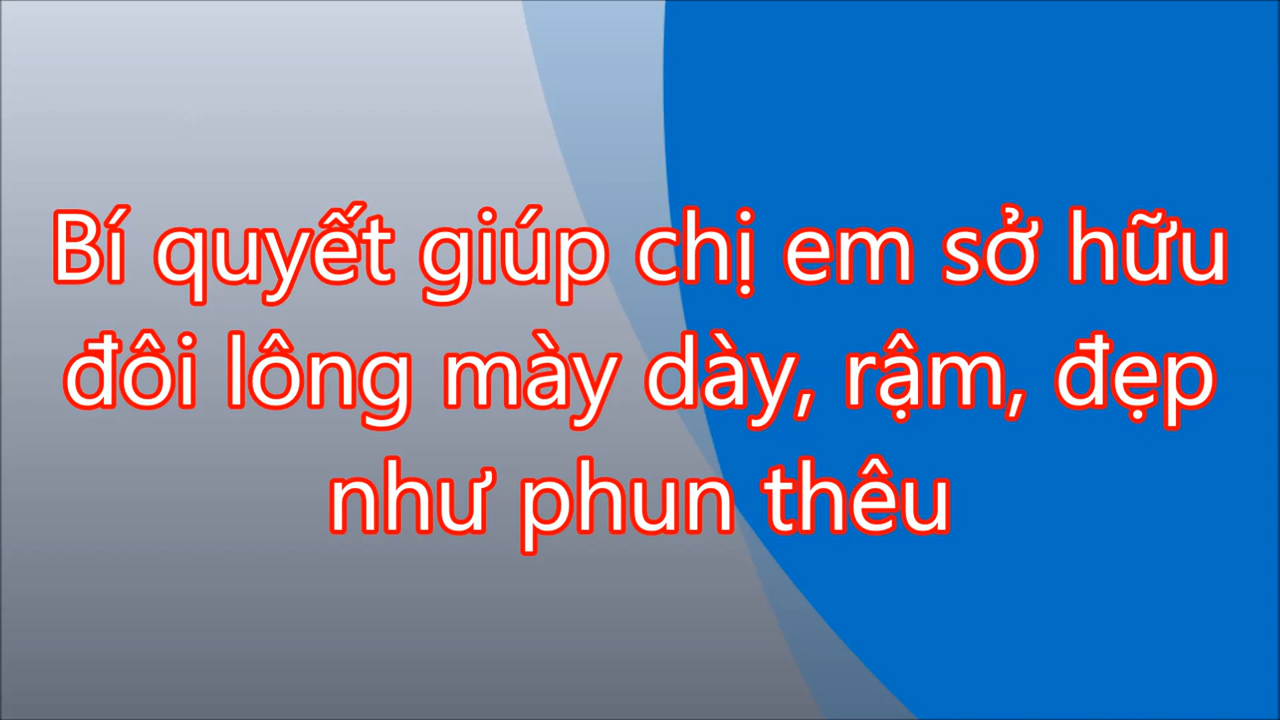 Bí quyết giúp chị em sở hữu
đôi lông mày dày, rậm, đẹp
như phun thêu